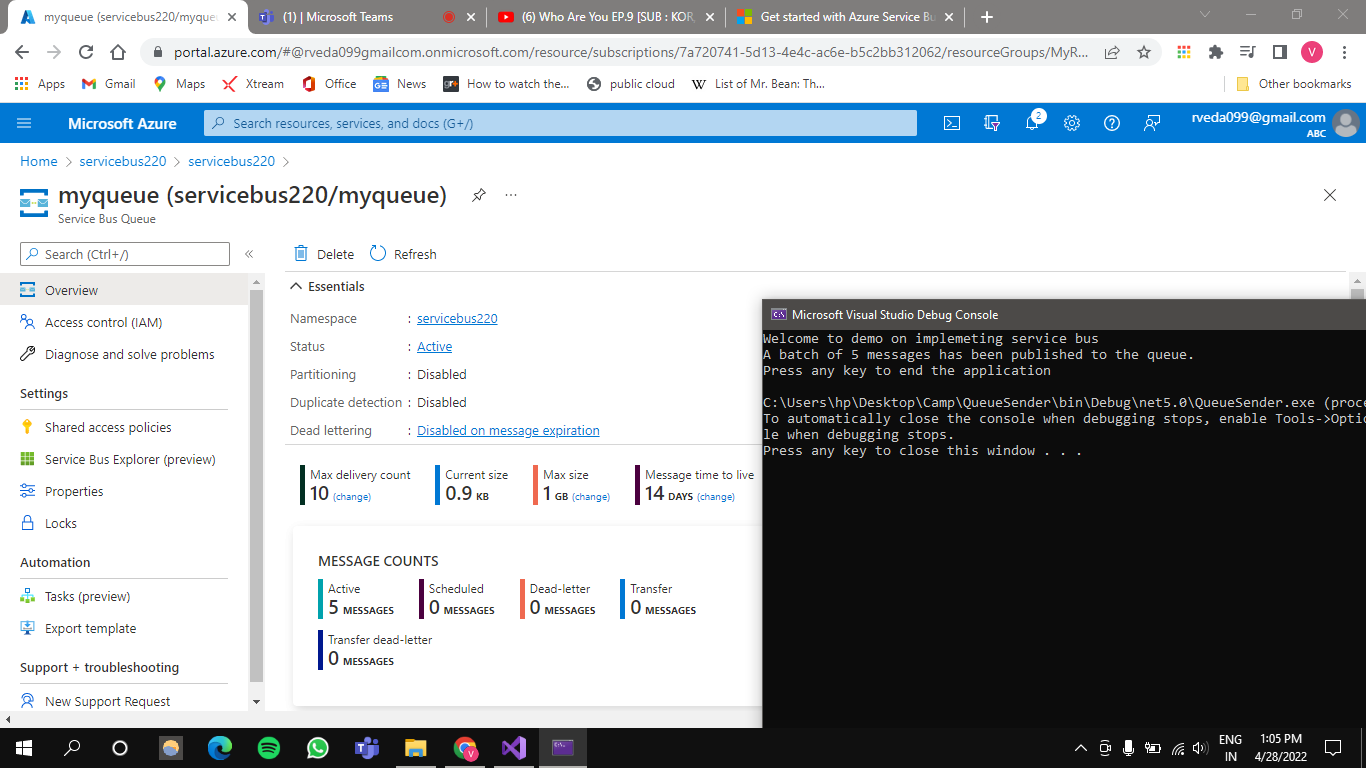 myqueue (servicebus220/myque
(1) | Microsoft Teams
(6) Who Are You EP.9 [SUB : KOR,
Get started with Azure Service Bu
portal.azure.com/#@rveda099gmailcom.onmicrosoft.com/resource/subscriptions/7a720741-5d13-4e4c-ac6e-b5c2bb312062/resourceGroups/MyR...
V
Apps
Gmail
Maps
Xtream
Office
News
How to watch the...
public cloud
List of Mr. Bean: Th...
Other bookmarks
Microsoft Azure
Search resources, services, and docs (G+/)
2
rveda099@gmail.com
ABC
Home > servicebus220 > servicebus220 >
myqueue (servicebus220/myqueue)
Service Bus Queue
Search (Ctrl+/)
Delete
Refresh
Overview
Access control (IAM)
Diagnose and solve problems
Settings
Shared access policies
Service Bus Explorer (preview)
Properties
Locks
Automation
Tasks (preview)
Export template
Support + troubleshooting
New Support Request
Essentials
Namespace : servicebus220
Status : Active
Partitioning : Disabled
Duplicate detection : Disabled
Dead lettering : Disabled on message expiration
Max delivery count
10 (change)
Current size
0.9 KB
Max size
1 GB (change)
Message time to live
14 DAYS (change)
MESSAGE COUNTS
Active
5 MESSAGES
Scheduled
0 MESSAGES
Dead-letter
0 MESSAGES
Transfer
0 MESSAGES
Transfer dead-letter
0 MESSAGES
Microsoft Visual Studio Debug Console
Welcome to demo on implemeting service bus
A batch of 5 messages has been published to the queue.
Press any key to end the application
C:\Users\hp\Desktop\Camp\QueueSender\bin\Debug\net5.0\QueueSender.exe (proce
To automatically close the console when debugging stops, enable Tools->Optio
le when debugging stops.
Press any key to close this window . . .
ENG
IN
1:05 PM
4/28/2022